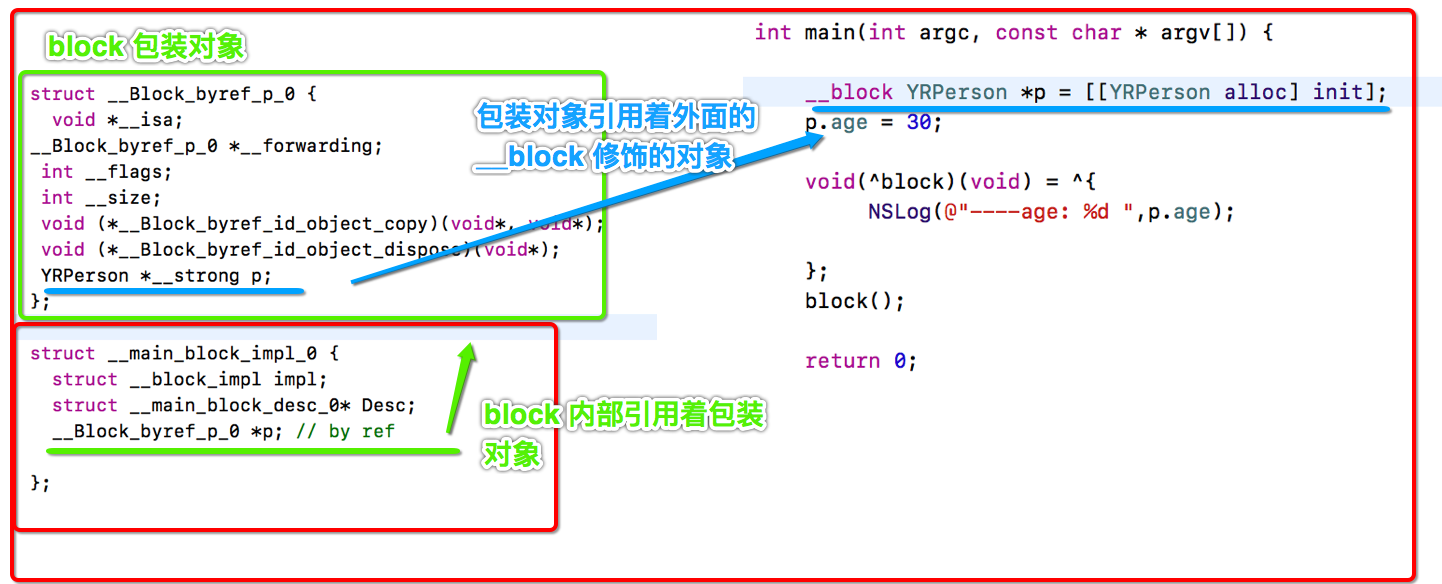 block 包装对象
struct __Block_byref_p_0 {
void *__isa;
__Block_byref_p_0 *__forwarding;
int __flags;
int __size;
void (*__Block_byref_id_object_copy)(void*, void*);
void (*__Block_byref_id_object_dispose)(void*);
YRPerson *__strong p;
};
包装对象引用着外面的
__block 修饰的对象
struct __main_block_impl_0 {
struct __block_impl impl;
struct __main_block_desc_0* Desc;
__Block_byref_p_0 *p; // by ref
};
block 内部引用着包装
对象
int main(int argc, const char * argv[]) {
__block YRPerson *p = [[YRPerson alloc] init];
p.age = 30;
void(^block)(void) = ^{
NSLog(@"----age: %d ",p.age);
};
block();
return 0;